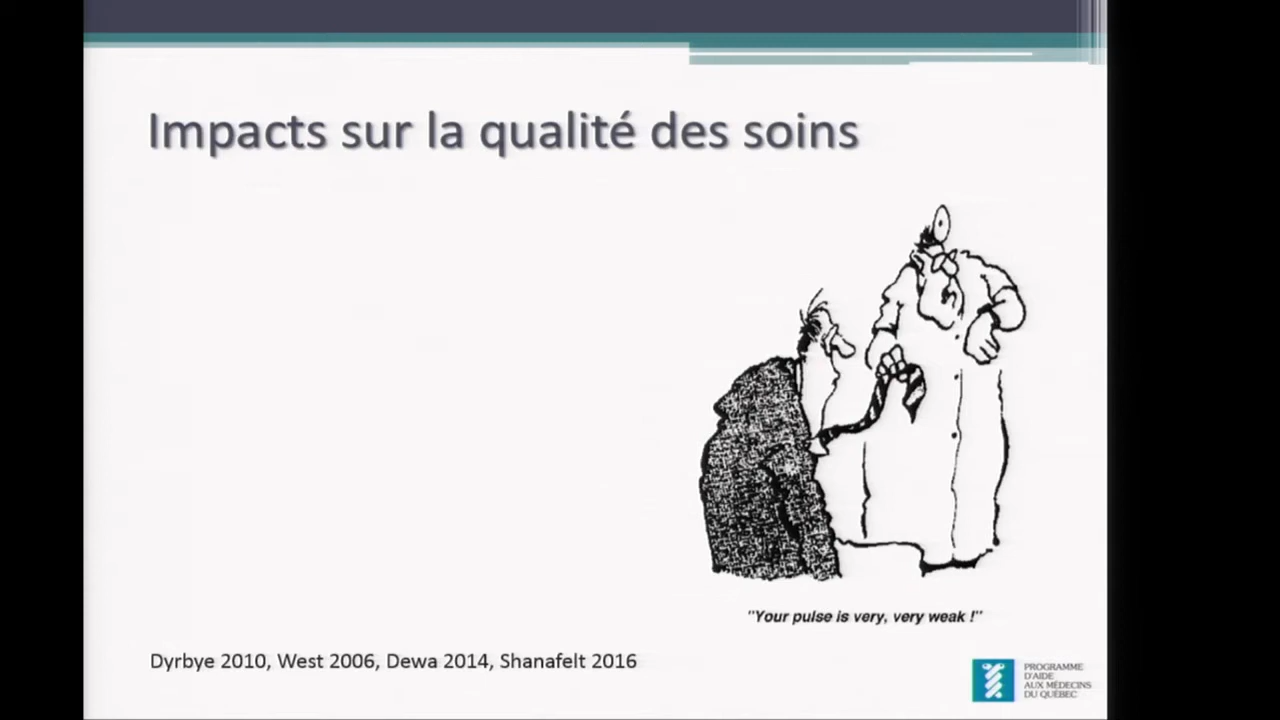 Impacts sur la qualité des soins
"Your pulse is very, very weak !"
Dyrbye 2010, West 2006, Dewa 2014, Shanafelt 2016
PROGRAMME
D'AIDE
AUX MÉDECINS
DU QUÉBEC